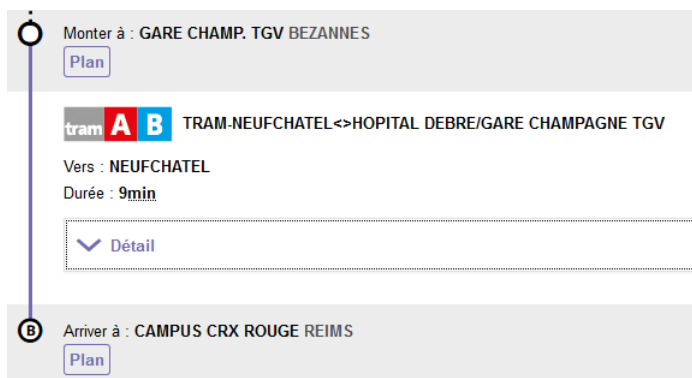 Monter à : GARE CHAMP. TGV BEZANNES
Plan
tram A B TRAM-NEUFCHATEL<>HOPITAL DEBRE/GARE CHAMPAGNE TGV
Vers : NEUFCHATEL
Durée : 9min
Détail
B Arriver à : CAMPUS CRX ROUGE REIMS
Plan